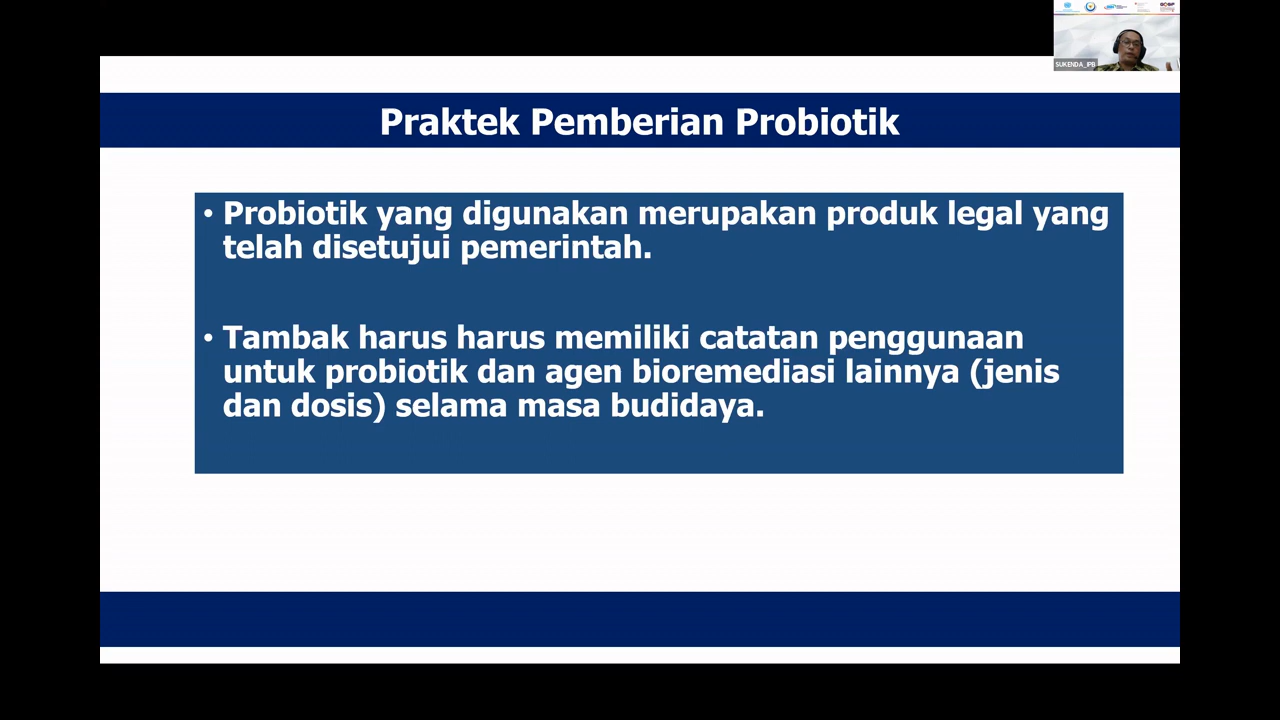 SUKENDA_IPB
Praktek Pemberian Probiotik
• Probiotik yang digunakan merupakan produk legal yang
telah disetujui pemerintah.
• Tambak harus harus memiliki catatan penggunaan
untuk probiotik dan agen bioremediasi lainnya (jenis
dan dosis) selama masa budidaya.